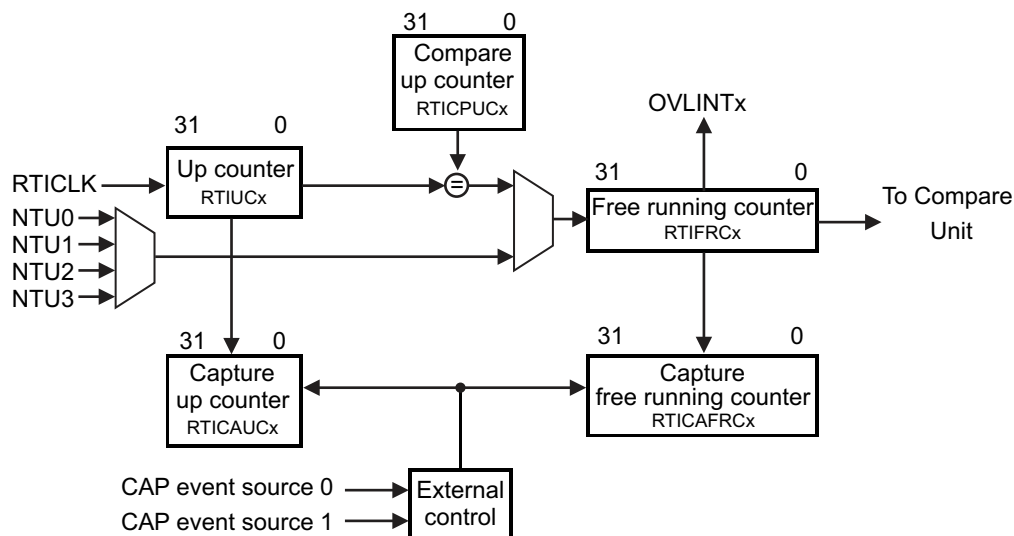 31 0
Compare
up counter
RTICPUCx
OVLINTx
31 0
Up counter
RTIUCx
RTICLK
=
31 0
Free running counter
RTIFRCx
To Compare
Unit
NTU0
NTU1
NTU2
NTU3
31 0
Capture
up counter
RTICAUCx
31 0
Capture
free running counter
RTICAFRCx
CAP event source 0
CAP event source 1
External
control